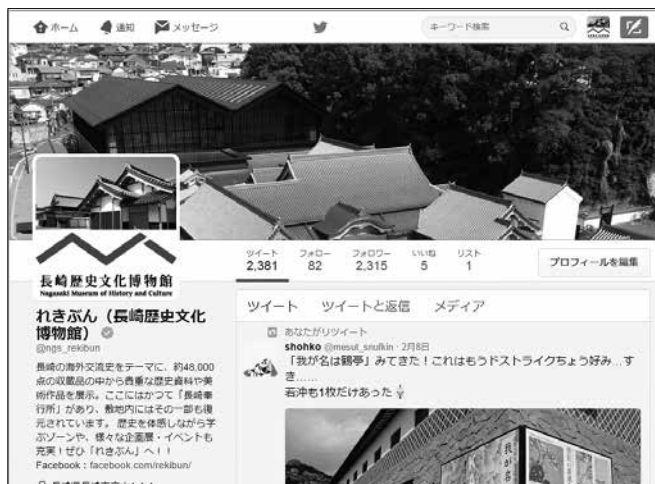 ホーム 通知 メッセージ キーワード検索
長崎歴史文化博物館
Nagasaki Museum of History and Culture
ツイート フォロー フォロワー いいね リスト
2,381 82 2,315 5 1
プロフィールを編集
れきぶん（長崎歴史文化
博物館）
@ngs_rekibun
長崎の海外交流史をテーマに、約48,000
点の収蔵品の中から貴重な歴史資料や美
術作品を展示。ここにはかつて「長崎奉
行所」があり、敷地内にはその一部も復
元されています。 歴史を体感しながら学
ぶゾーンや、様々な企画展・イベントも
充実！ぜひ「れきぶん」へ！！
Facebook：facebook.com/rekibun/
ツイート ツイートと返信 メディア
あなたがリツイート
shohko @mesut_snufkin · 2月8日
「我が名は鶴亭」みてきた！これはもうドストライクちょう好み…す
き……
若沖も1枚だけあった
我が名